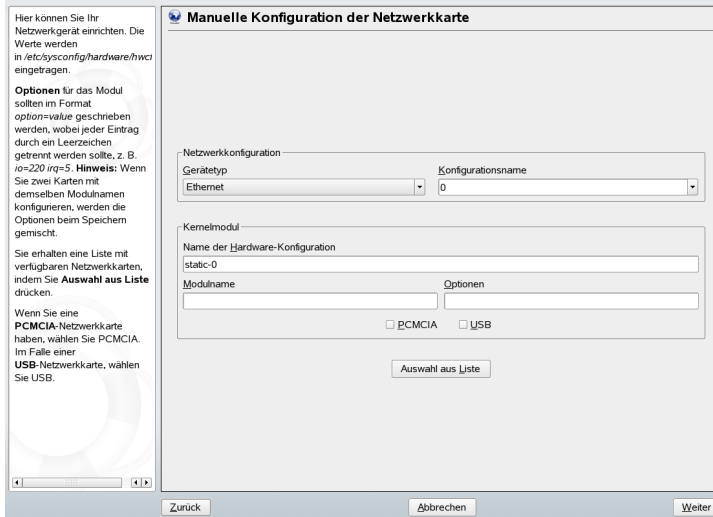 Hier können Sie Ihr
Netzwerkgerät einrichten. Die
Werte werden
in /etc/sysconfig/hardware/hwcf
eingetragen.
Optionen für das Modul
sollten im Format
option=value geschrieben
werden, wobei jeder Eintrag
durch ein Leerzeichen
getrennt werden sollte, z. B.
io=220 irq=5. Hinweis: Wenn
Sie zwei Karten mit
demselben Modulnamen
konfigurieren, werden die
Optionen beim Speichern
gemischt.
Sie erhalten eine Liste mit
verfügbaren Netzwerkkarten,
indem Sie Auswahl aus Liste
drücken.
Wenn Sie eine
PCMCIA-Netzwerkkarte
haben, wählen Sie PCMCIA.
Im Falle einer
USB-Netzwerkkarte, wählen
Sie USB.
Manuelle Konfiguration der Netzwerkkarte
Netzwerkkonfiguration
Gerätetyp
Konfigurationsname
Ethernet
0
Kernelmodul
Name der Hardware-Konfiguration
static-0
Modulname
Optionen
PCMCIA
USB
Auswahl aus Liste
Zurück
Abbrechen
Weiter